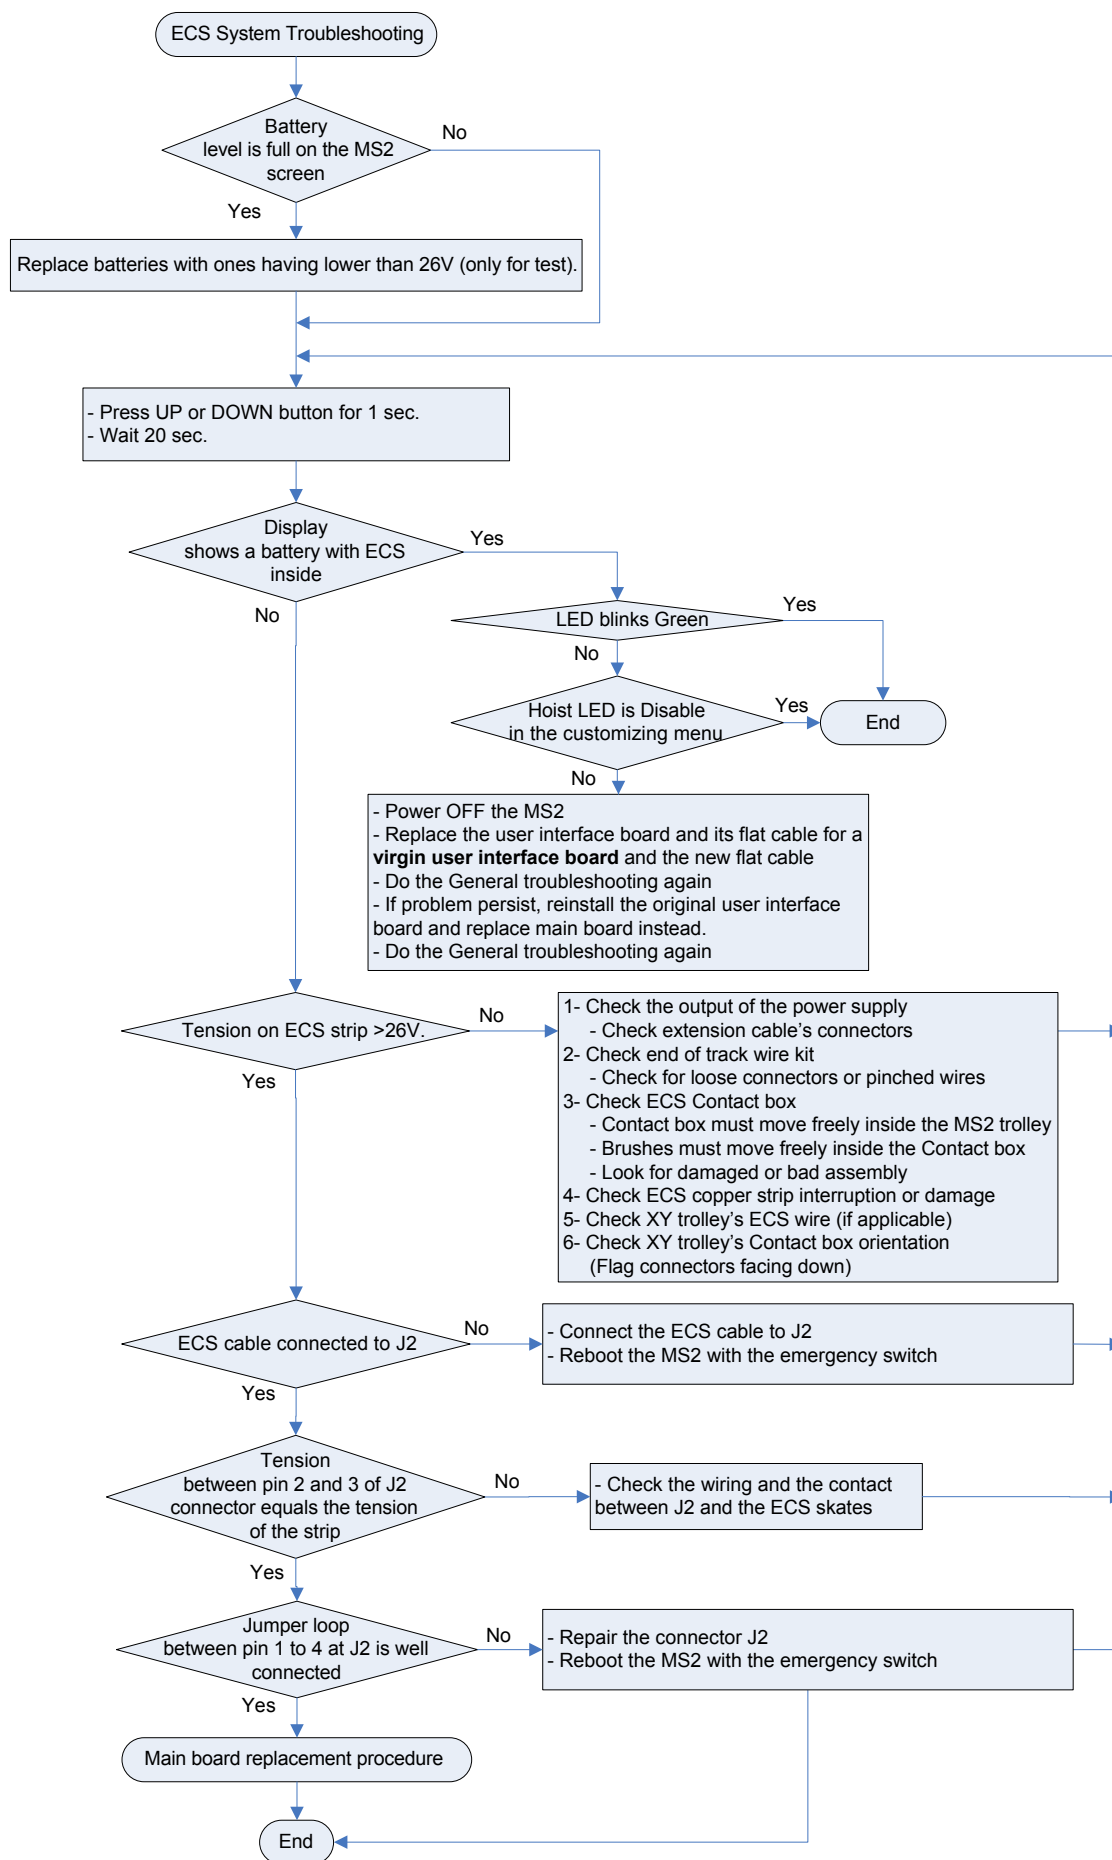 ECS System Troubleshooting
Battery
level is full on the MS2
screen
No
Yes
Replace batteries with ones having lower than 26V (only for test).
- Press UP or DOWN button for 1 sec.
- Wait 20 sec.
Display
shows a battery with ECS
inside
Yes
No
LED blinks Green
Yes
No
Hoist LED is Disable
in the customizing menu
Yes
End
No
- Power OFF the MS2
- Replace the user interface board and its flat cable for a
virgin user interface board and the new flat cable
- Do the General troubleshooting again
- If problem persist, reinstall the original user interface
board and replace main board instead.
- Do the General troubleshooting again
Tension on ECS strip >26V.
No
Yes
1- Check the output of the power supply
- Check extension cable's connectors
2- Check end of track wire kit
- Check for loose connectors or pinched wires
3- Check ECS Contact box
- Contact box must move freely inside the MS2 trolley
- Brushes must move freely inside the Contact box
- Look for damaged or bad assembly
4- Check ECS copper strip interruption or damage
5- Check XY trolley's ECS wire (if applicable)
6- Check XY trolley's Contact box orientation
(Flag connectors facing down)
ECS cable connected to J2
No
Yes
- Connect the ECS cable to J2
- Reboot the MS2 with the emergency switch
Tension
between pin 2 and 3 of J2
connector equals the tension
of the strip
No
Yes
- Check the wiring and the contact
between J2 and the ECS skates
Jumper loop
between pin 1 to 4 at J2 is well
connected
No
Yes
- Repair the connector J2
- Reboot the MS2 with the emergency switch
Main board replacement procedure
End